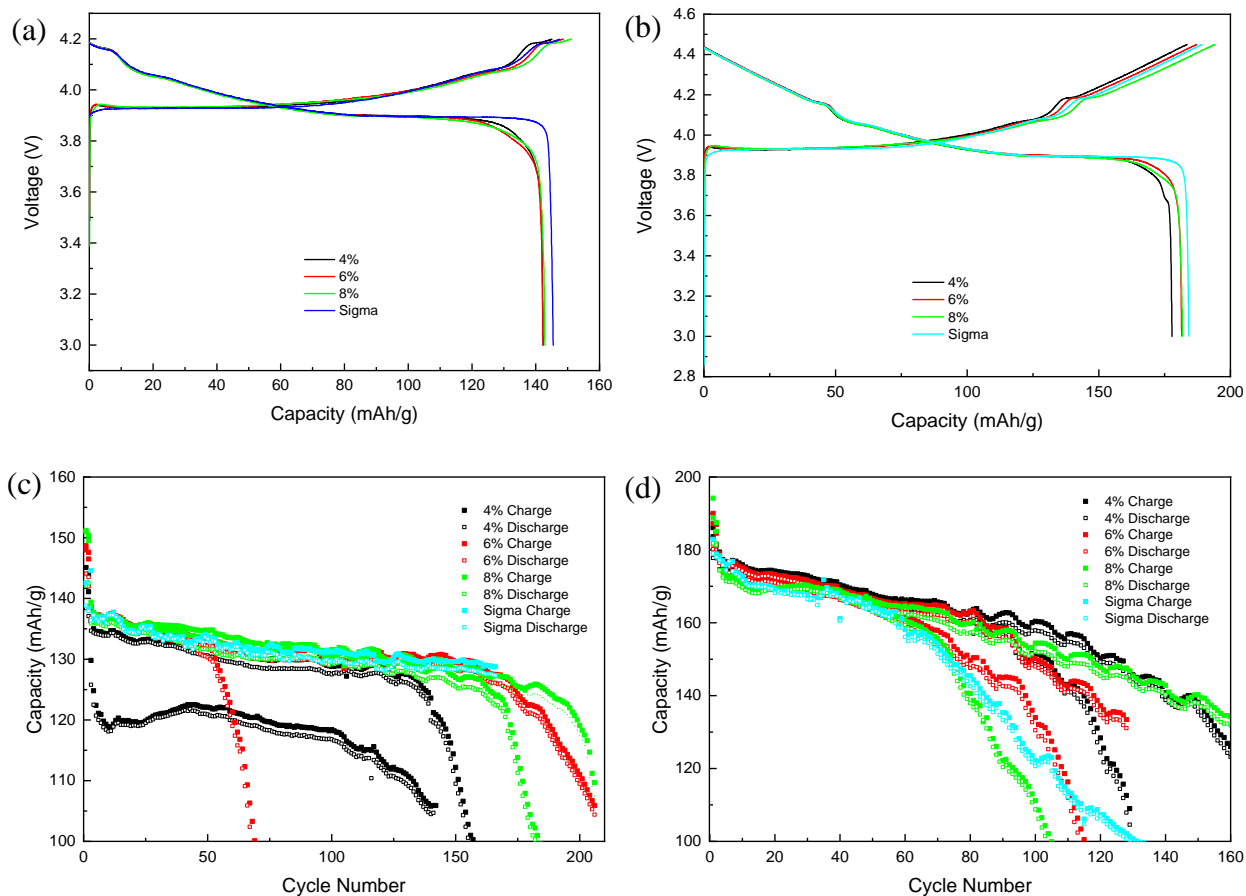 (a)
4.2
4.0
3.8
3.6
3.4
3.2
3.0
Voltage (V)
4%
6%
8%
Sigma
0 20 40 60 80 100 120 140 160
Capacity (mAh/g)
(b)
4.6
4.4
4.2
4.0
3.8
3.6
3.4
3.2
3.0
2.8
Voltage (V)
4%
6%
8%
Sigma
0 50 100 150 200
Capacity (mAh/g)
(c)
160
150
140
130
120
110
100
Capacity (mAh/g)
4% Charge
4% Discharge
6% Charge
6% Discharge
8% Charge
8% Discharge
Sigma Charge
Sigma Discharge
0 50 100 150 200
Cycle Number
(d)
200
180
160
140
120
100
Capacity (mAh/g)
4% Charge
4% Discharge
6% Charge
6% Discharge
8% Charge
8% Discharge
Sigma Charge
Sigma Discharge
0 20 40 60 80 100 120 140 160
Cycle Number